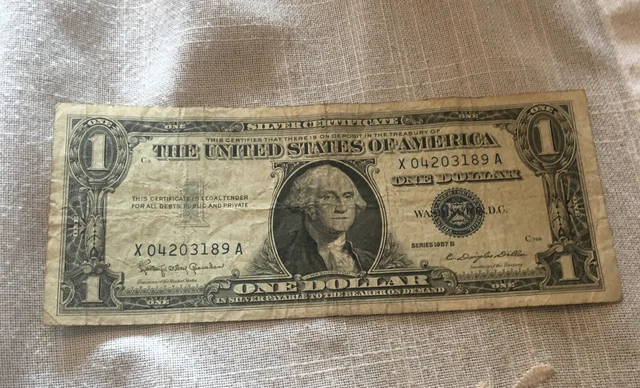 ONE SILVER CERTIFICATE ONE
THIS CERTIFIES THAT THERE IS ON DEPOSIT IN THE TREASURY OF
THE UNITED STATES OF AMERICA
1
1
X 04203189 A
ONE DOLLAR
THIS CERTIFICATE IS LEGAL TENDER
FOR ALL DEBTS, PUBLIC AND PRIVATE
WASHINGTON, D.C.
X 04203189 A
SERIES 1957 B
1
1
ONE DOLLAR
ONE IN SILVER PAYABLE TO THE BEARER ON DEMAND ONE